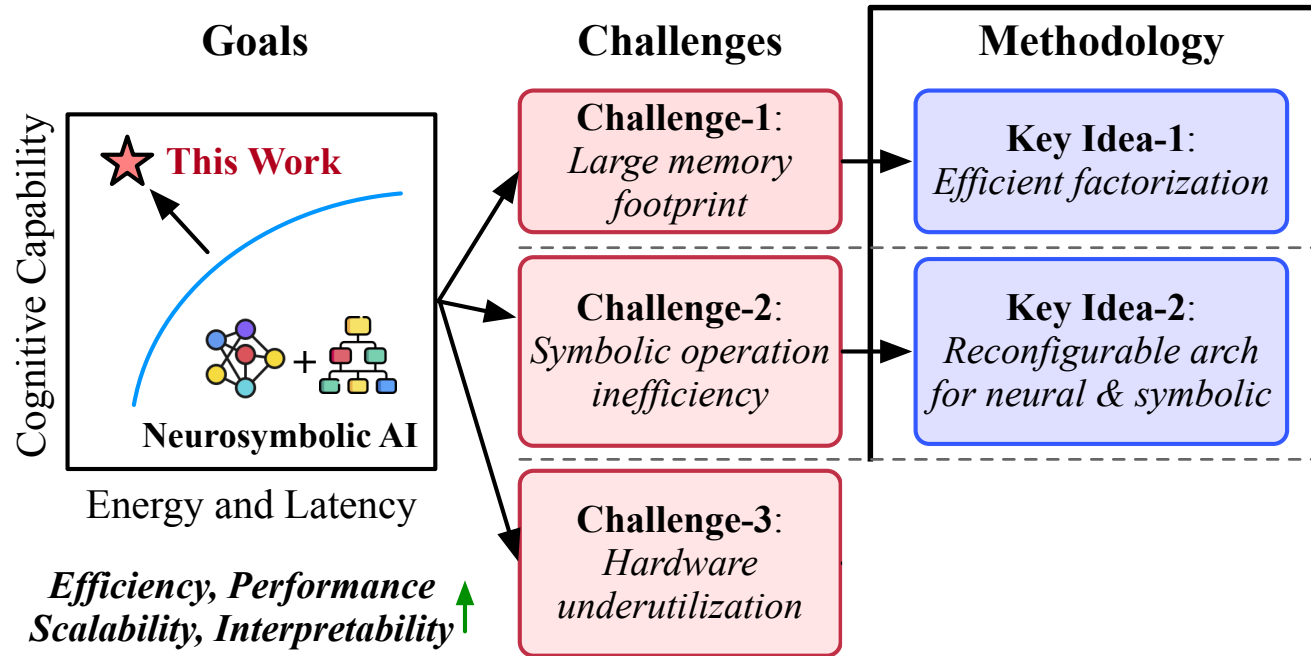 Goals
Challenges
Methodology
Cognitive Capability
This Work
Neurosymbolic AI
Energy and Latency
Efficiency, Performance
Scalability, Interpretability
Challenge-1:
Large memory
footprint
Key Idea-1:
Efficient factorization
Challenge-2:
Symbolic operation
inefficiency
Key Idea-2:
Reconfigurable arch
for neural & symbolic
Challenge-3:
Hardware
underutilization